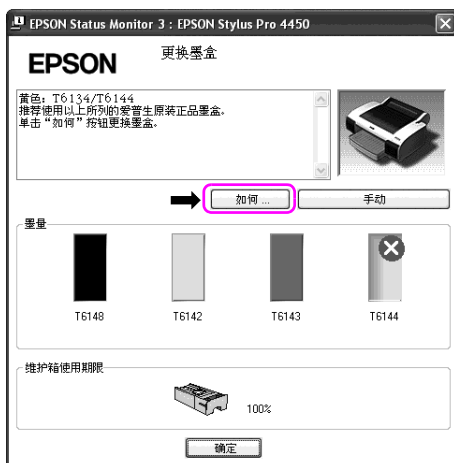 EPSON Status Monitor 3 : EPSON Stylus Pro 4450
EPSON
更换墨盒
黄色：T6134/T6144
推荐使用以上所列的爱普生原装正品墨盒。
单击“如何”按钮更换墨盒。
如何 ...
手动
墨量
T6148 T6142 T6143 T6144
维护箱使用期限
100%
确定